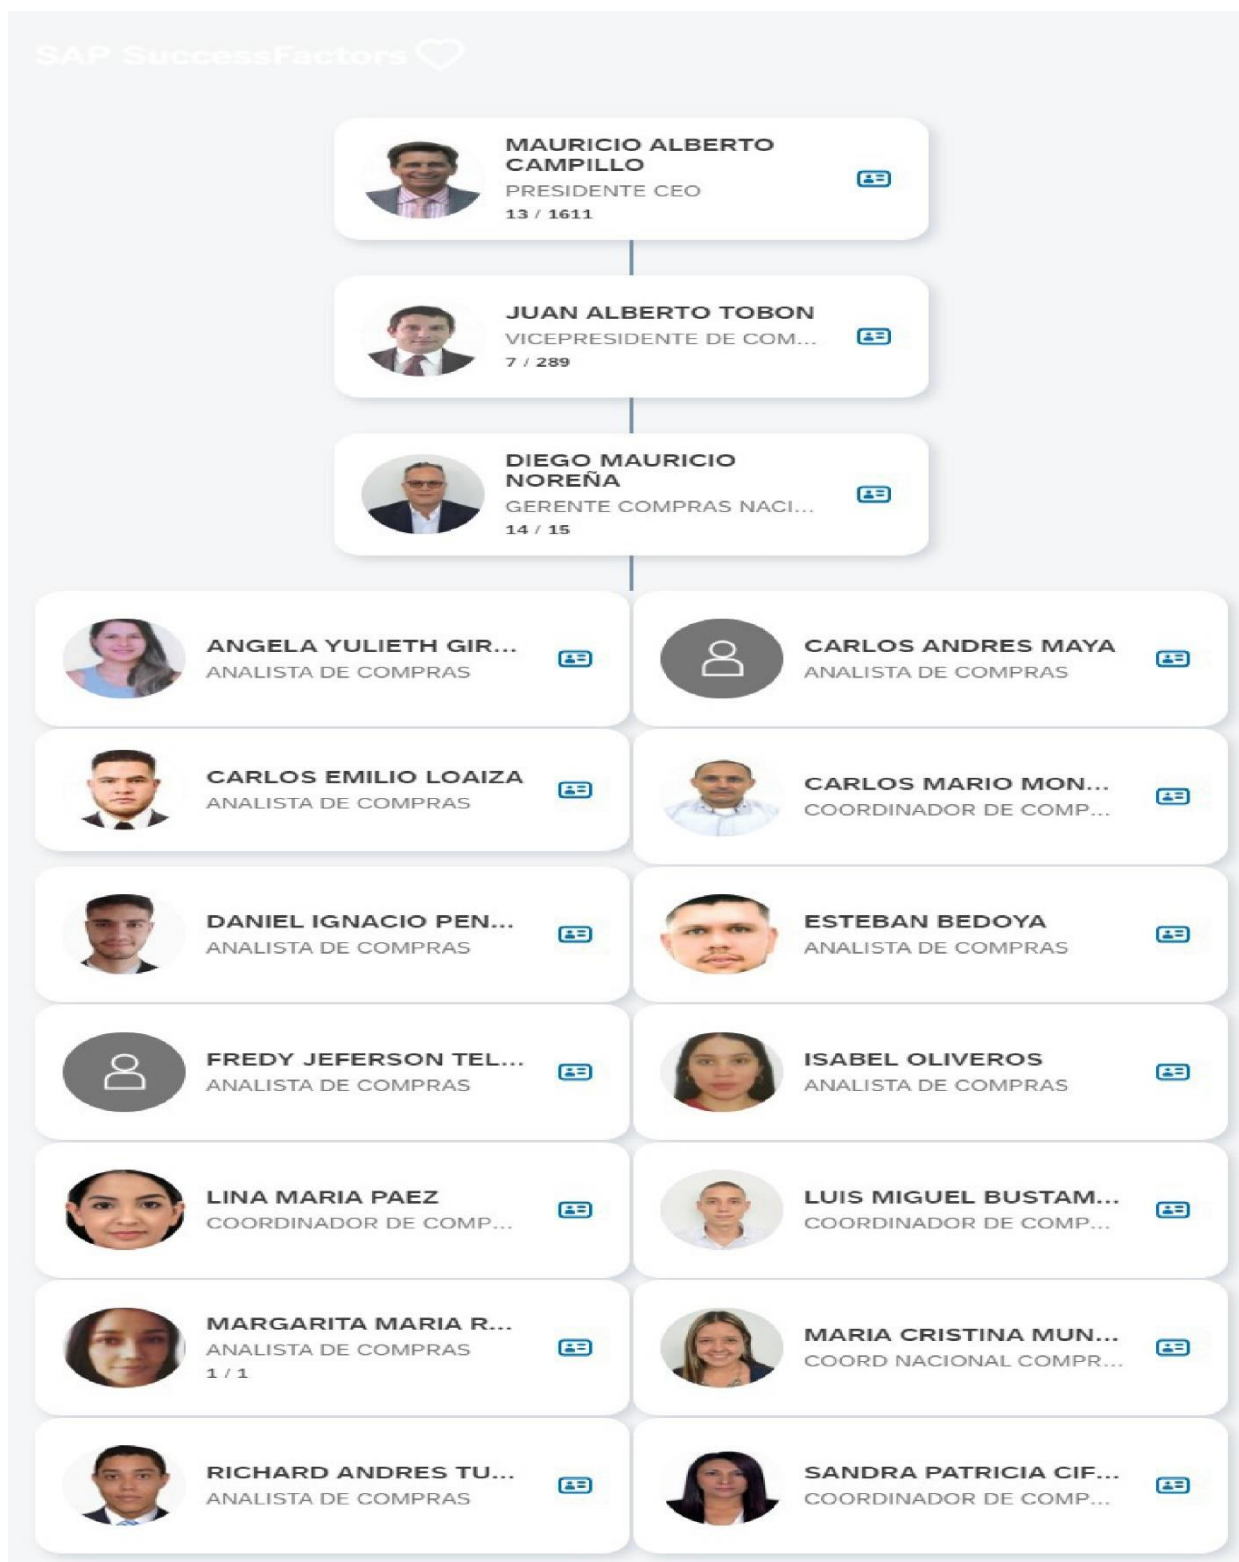 SAP SuccessFactors
MAURICIO ALBERTO
CAMPILLO
PRESIDENTE CEO
13 / 1611
JUAN ALBERTO TOBON
VICEPRESIDENTE DE COM...
7 / 289
DIEGO MAURICIO
NOREÑA
GERENTE COMPRAS NACI...
14 / 15
ANGELA YULIETH GIR...
ANALISTA DE COMPRAS
CARLOS ANDRES MAYA
ANALISTA DE COMPRAS
CARLOS EMILIO LOAIZA
ANALISTA DE COMPRAS
CARLOS MARIO MON...
COORDINADOR DE COMP...
DANIEL IGNACIO PEN...
ANALISTA DE COMPRAS
ESTEBAN BEDOYA
ANALISTA DE COMPRAS
FREDY JEFERSON TEL...
ANALISTA DE COMPRAS
ISABEL OLIVEROS
ANALISTA DE COMPRAS
LINA MARIA PAEZ
COORDINADOR DE COMP...
LUIS MIGUEL BUSTAM...
COORDINADOR DE COMP...
MARGARITA MARIA R...
ANALISTA DE COMPRAS
1 / 1
MARIA CRISTINA MUN...
COORD NACIONAL COMPR...
RICHARD ANDRES TU...
ANALISTA DE COMPRAS
SANDRA PATRICIA CIF...
COORDINADOR DE COMP...